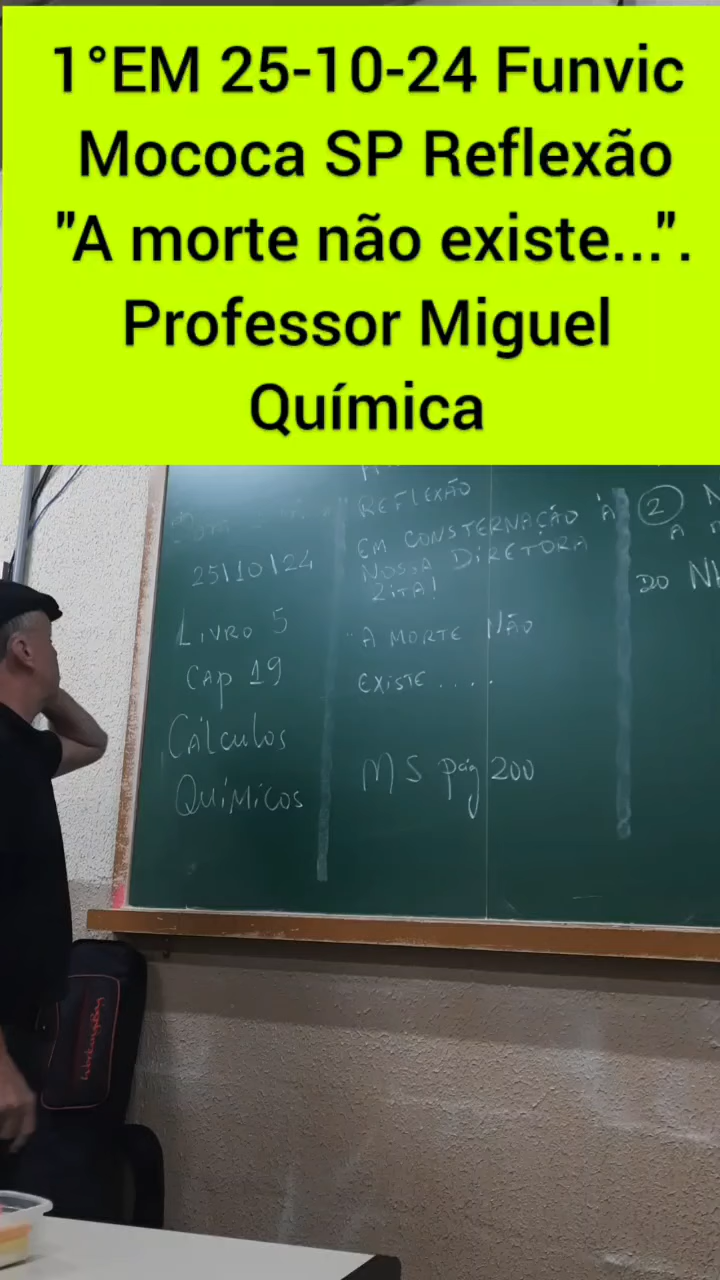 1°EM 25-10-24 Funvic
Mococa SP Reflexão
"A morte não existe...".
Professor Miguel
Química
25|10|24
LIVRO 5
CAP 19
CÁLCULOS
QUÍMICOS
REFLEXÃO
EM CONSTERNAÇÃO À
NOSSA DIRETORA
ZITA!
"A MORTE NÃO
EXISTE....
MS pág 200
2
A
DO